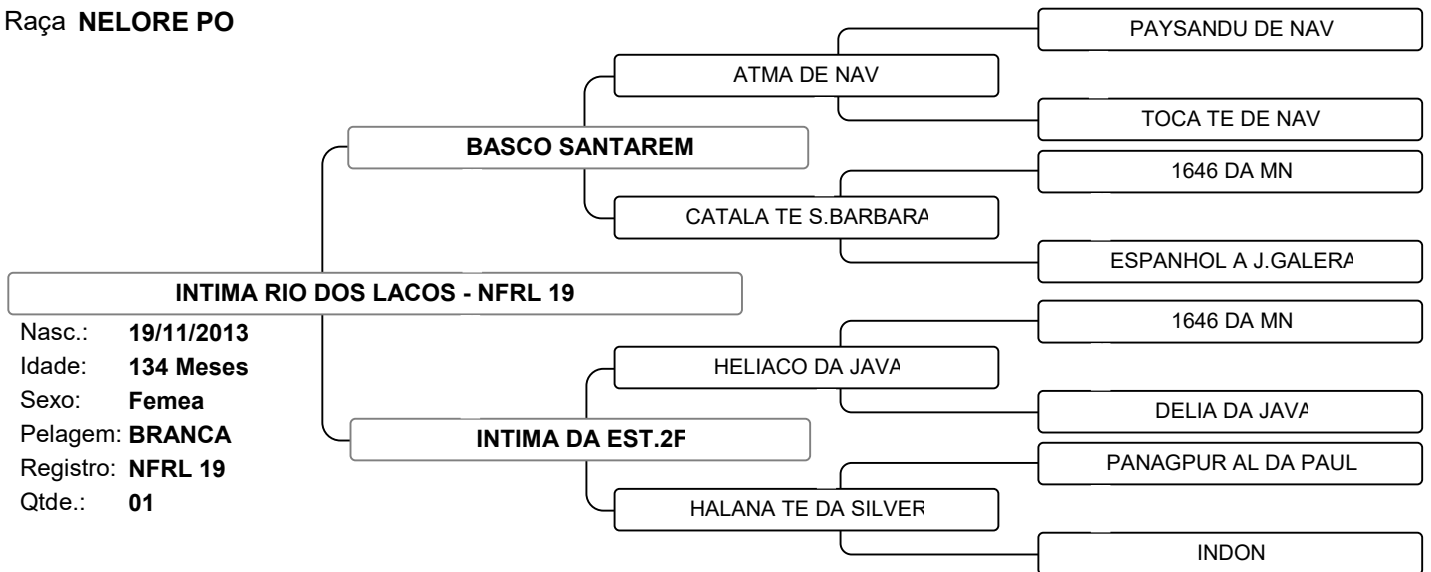 Raça NELORE PO
PAYSANDU DE NAV
ATMA DE NAV
TOCA TE DE NAV
BASCO SANTAREM
1646 DA MN
CATALA TE S.BARBARA
ESPANHOL A J.GALERA
INTIMA RIO DOS LACOS - NFRL 19
Nasc.: 19/11/2013
1646 DA MN
Idade: 134 Meses
HELIACO DA JAVA
Sexo: Femea
DELIA DA JAVA
Pelagem: BRANCA
INTIMA DA EST.2F
PANAGPUR AL DA PAUL
Registro: NFRL 19
Qtde.: 01
HALANA TE DA SILVER
INDON